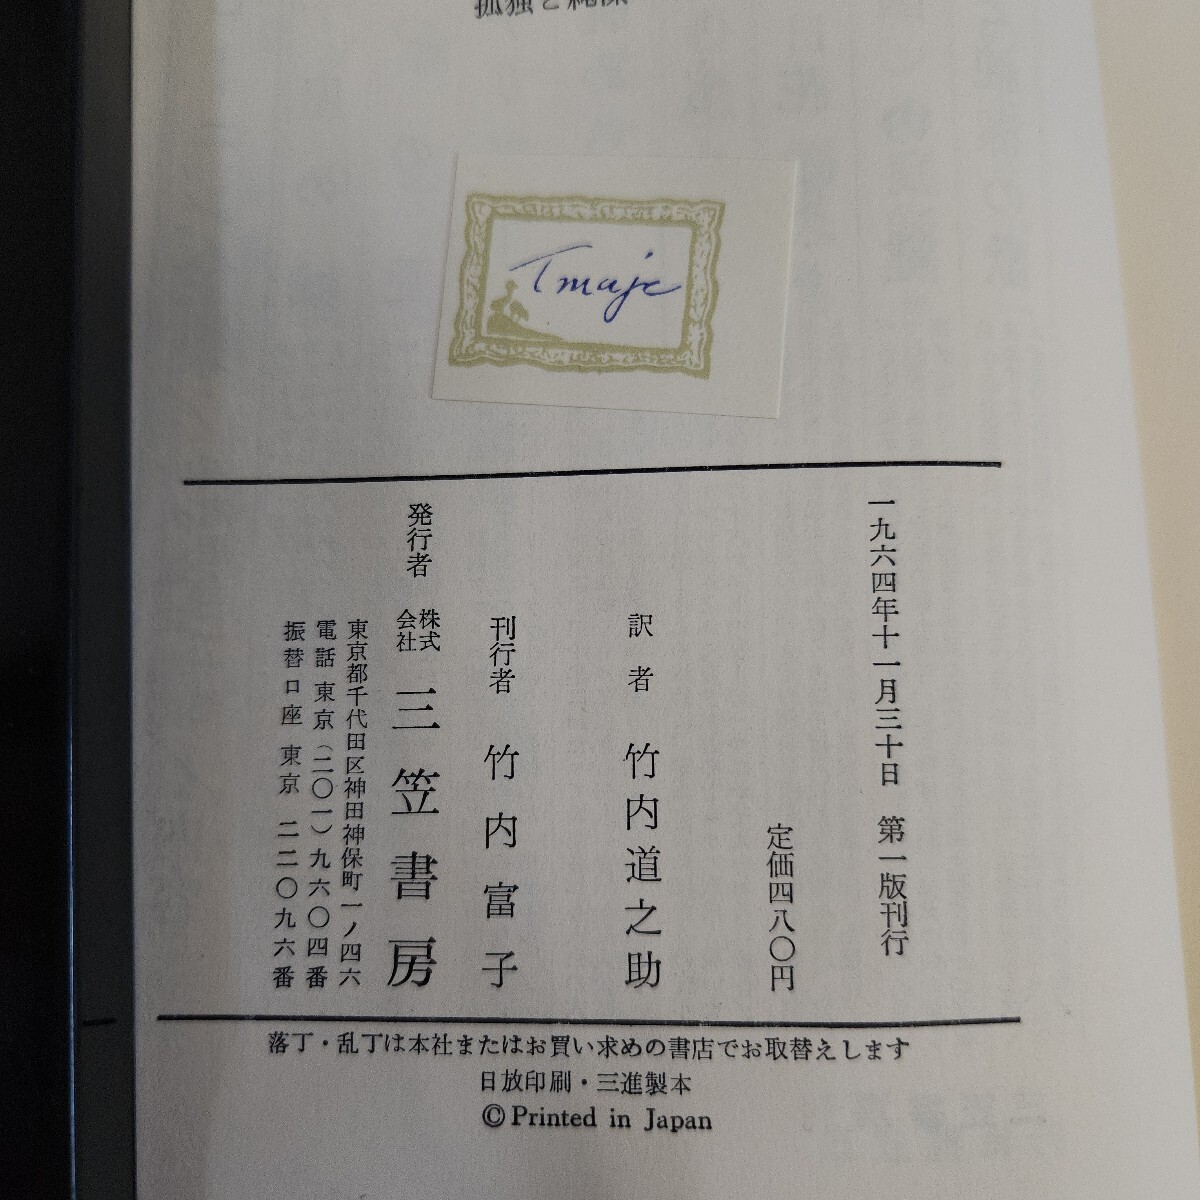 孤独と純潔
Tmaje
一九六四年十一月三十日 第一版刊行
定価四八〇円
訳者 竹内道之助
刊行者 竹内富子
発行者 株式会社 三笠書房
東京都千代田区神田神保町一ノ四六
電話東京(二〇一)九六〇四番
振替口座 東京 二二〇九六番
落丁・乱丁は本社またはお買い求めの書店でお取替えします
日放印刷・三進製本
©Printed in Japan